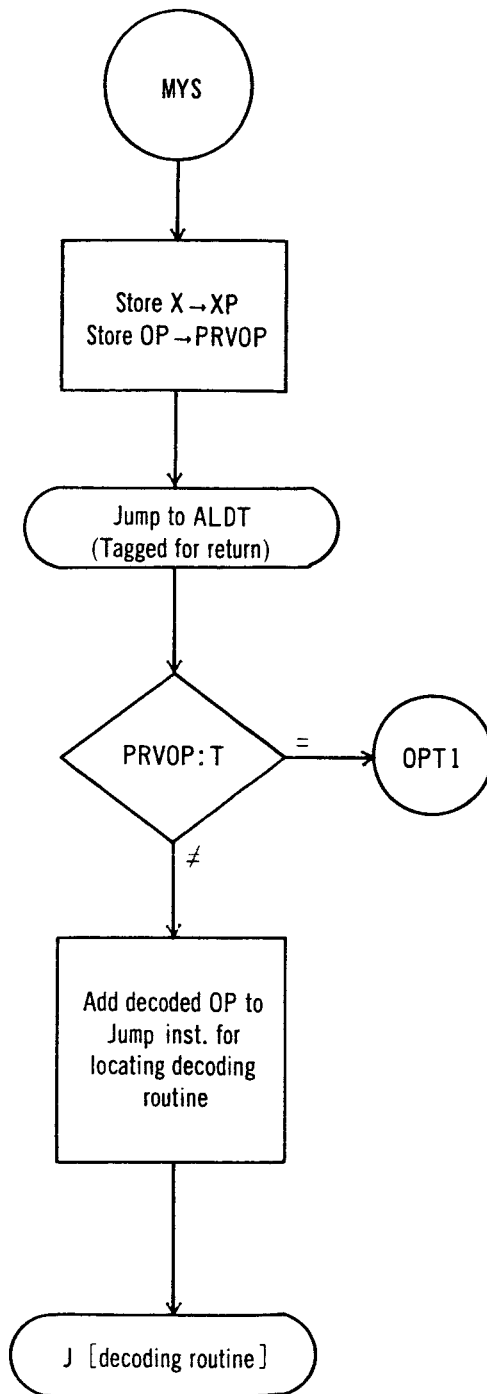 MYS
Store X→XP
Store OP→PRVOP
Jump to ALDT
(Tagged for return)
PRVOP:T
=
OPT1
≠
Add decoded OP to
Jump inst. for
locating decoding
routine
J [decoding routine]